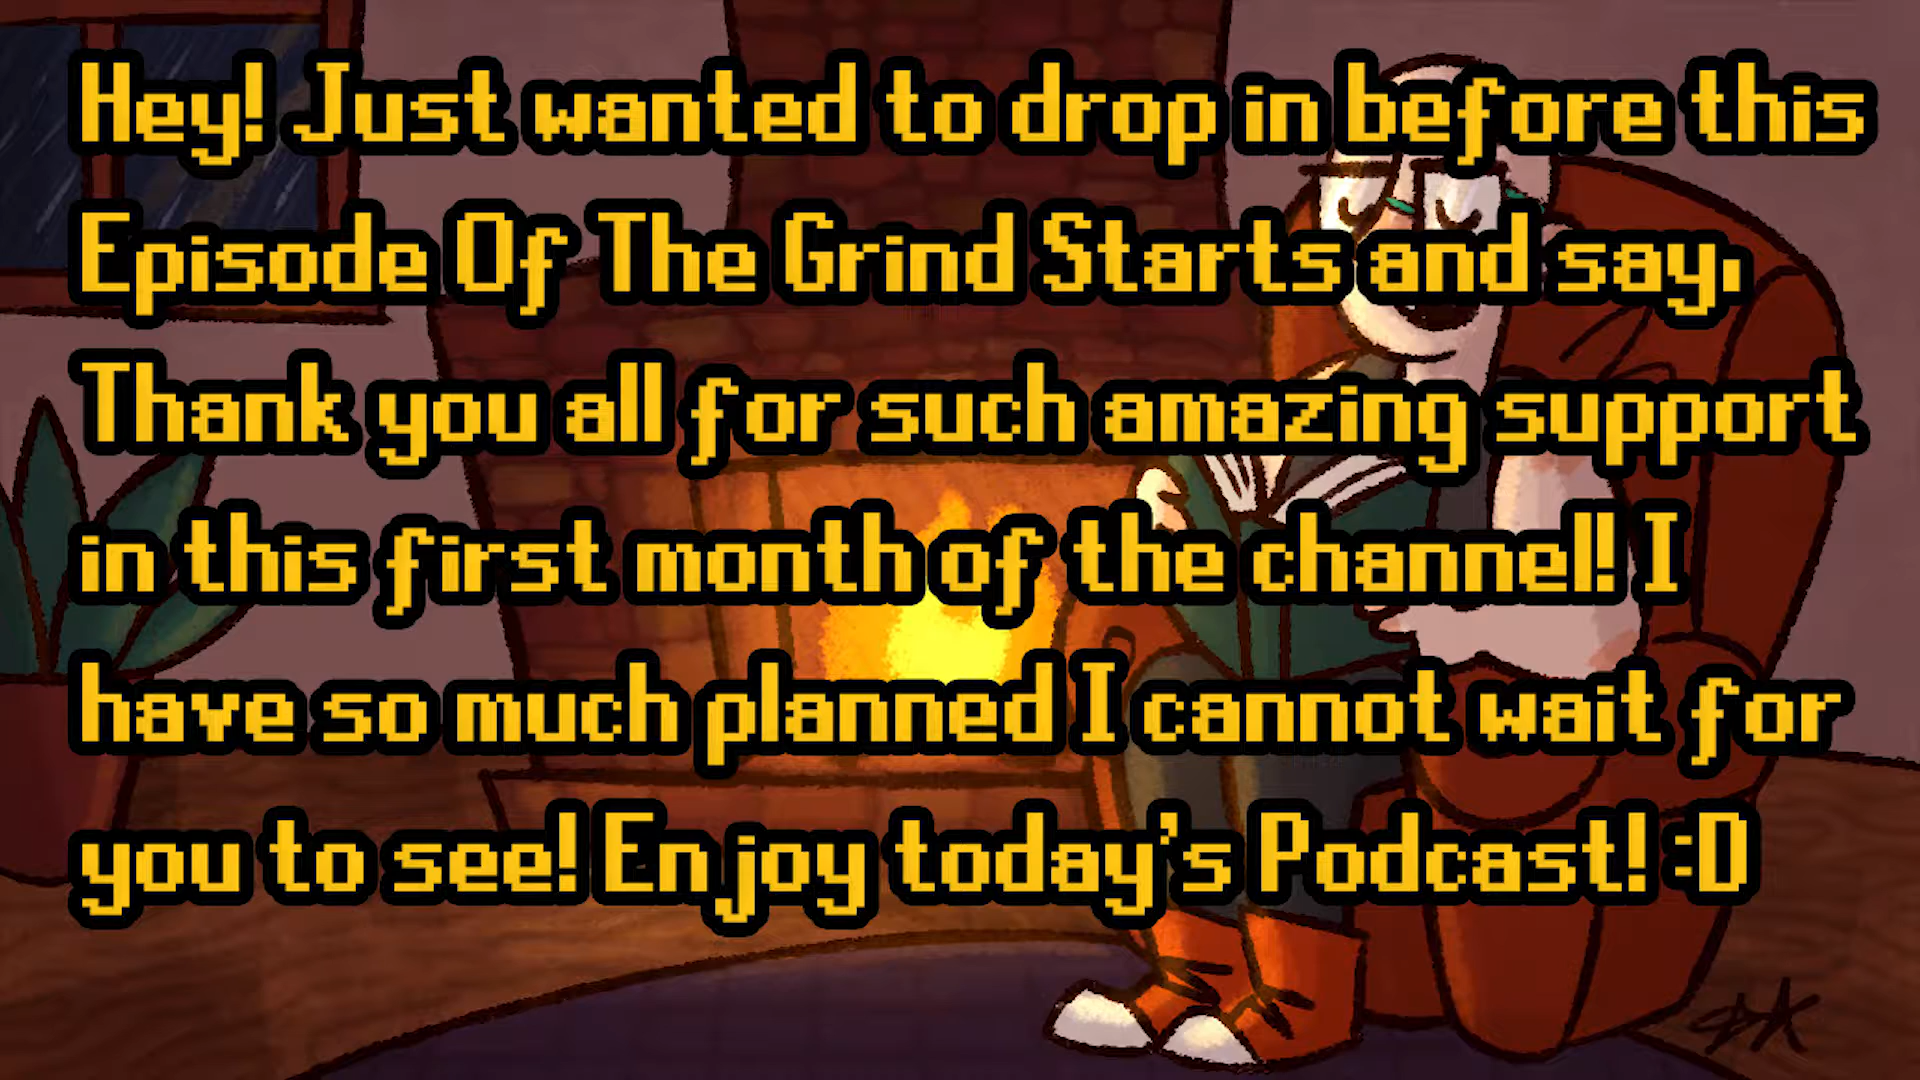 Hey! Just wanted to drop in before this
Episode Of The Grind Starts and say,
Thank you all for such amazing support
in this first month of the channel! I
have so much planned I cannot wait for
you to see! Enjoy today's Podcast! :D